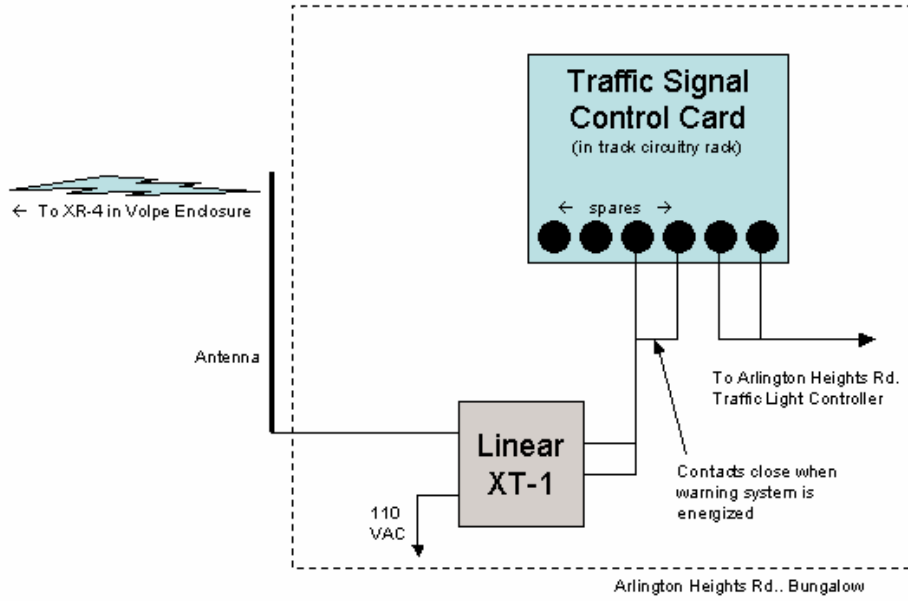 Traffic Signal
Control Card
(in track circuitry rack)
← spares →
← To XR-4 in Volpe Enclosure
Antenna
To Arlington Heights Rd.
Traffic Light Controller
Linear
XT-1
Contacts close when
warning system is
energized
110
VAC
Arlington Heights Rd.. Bungalow